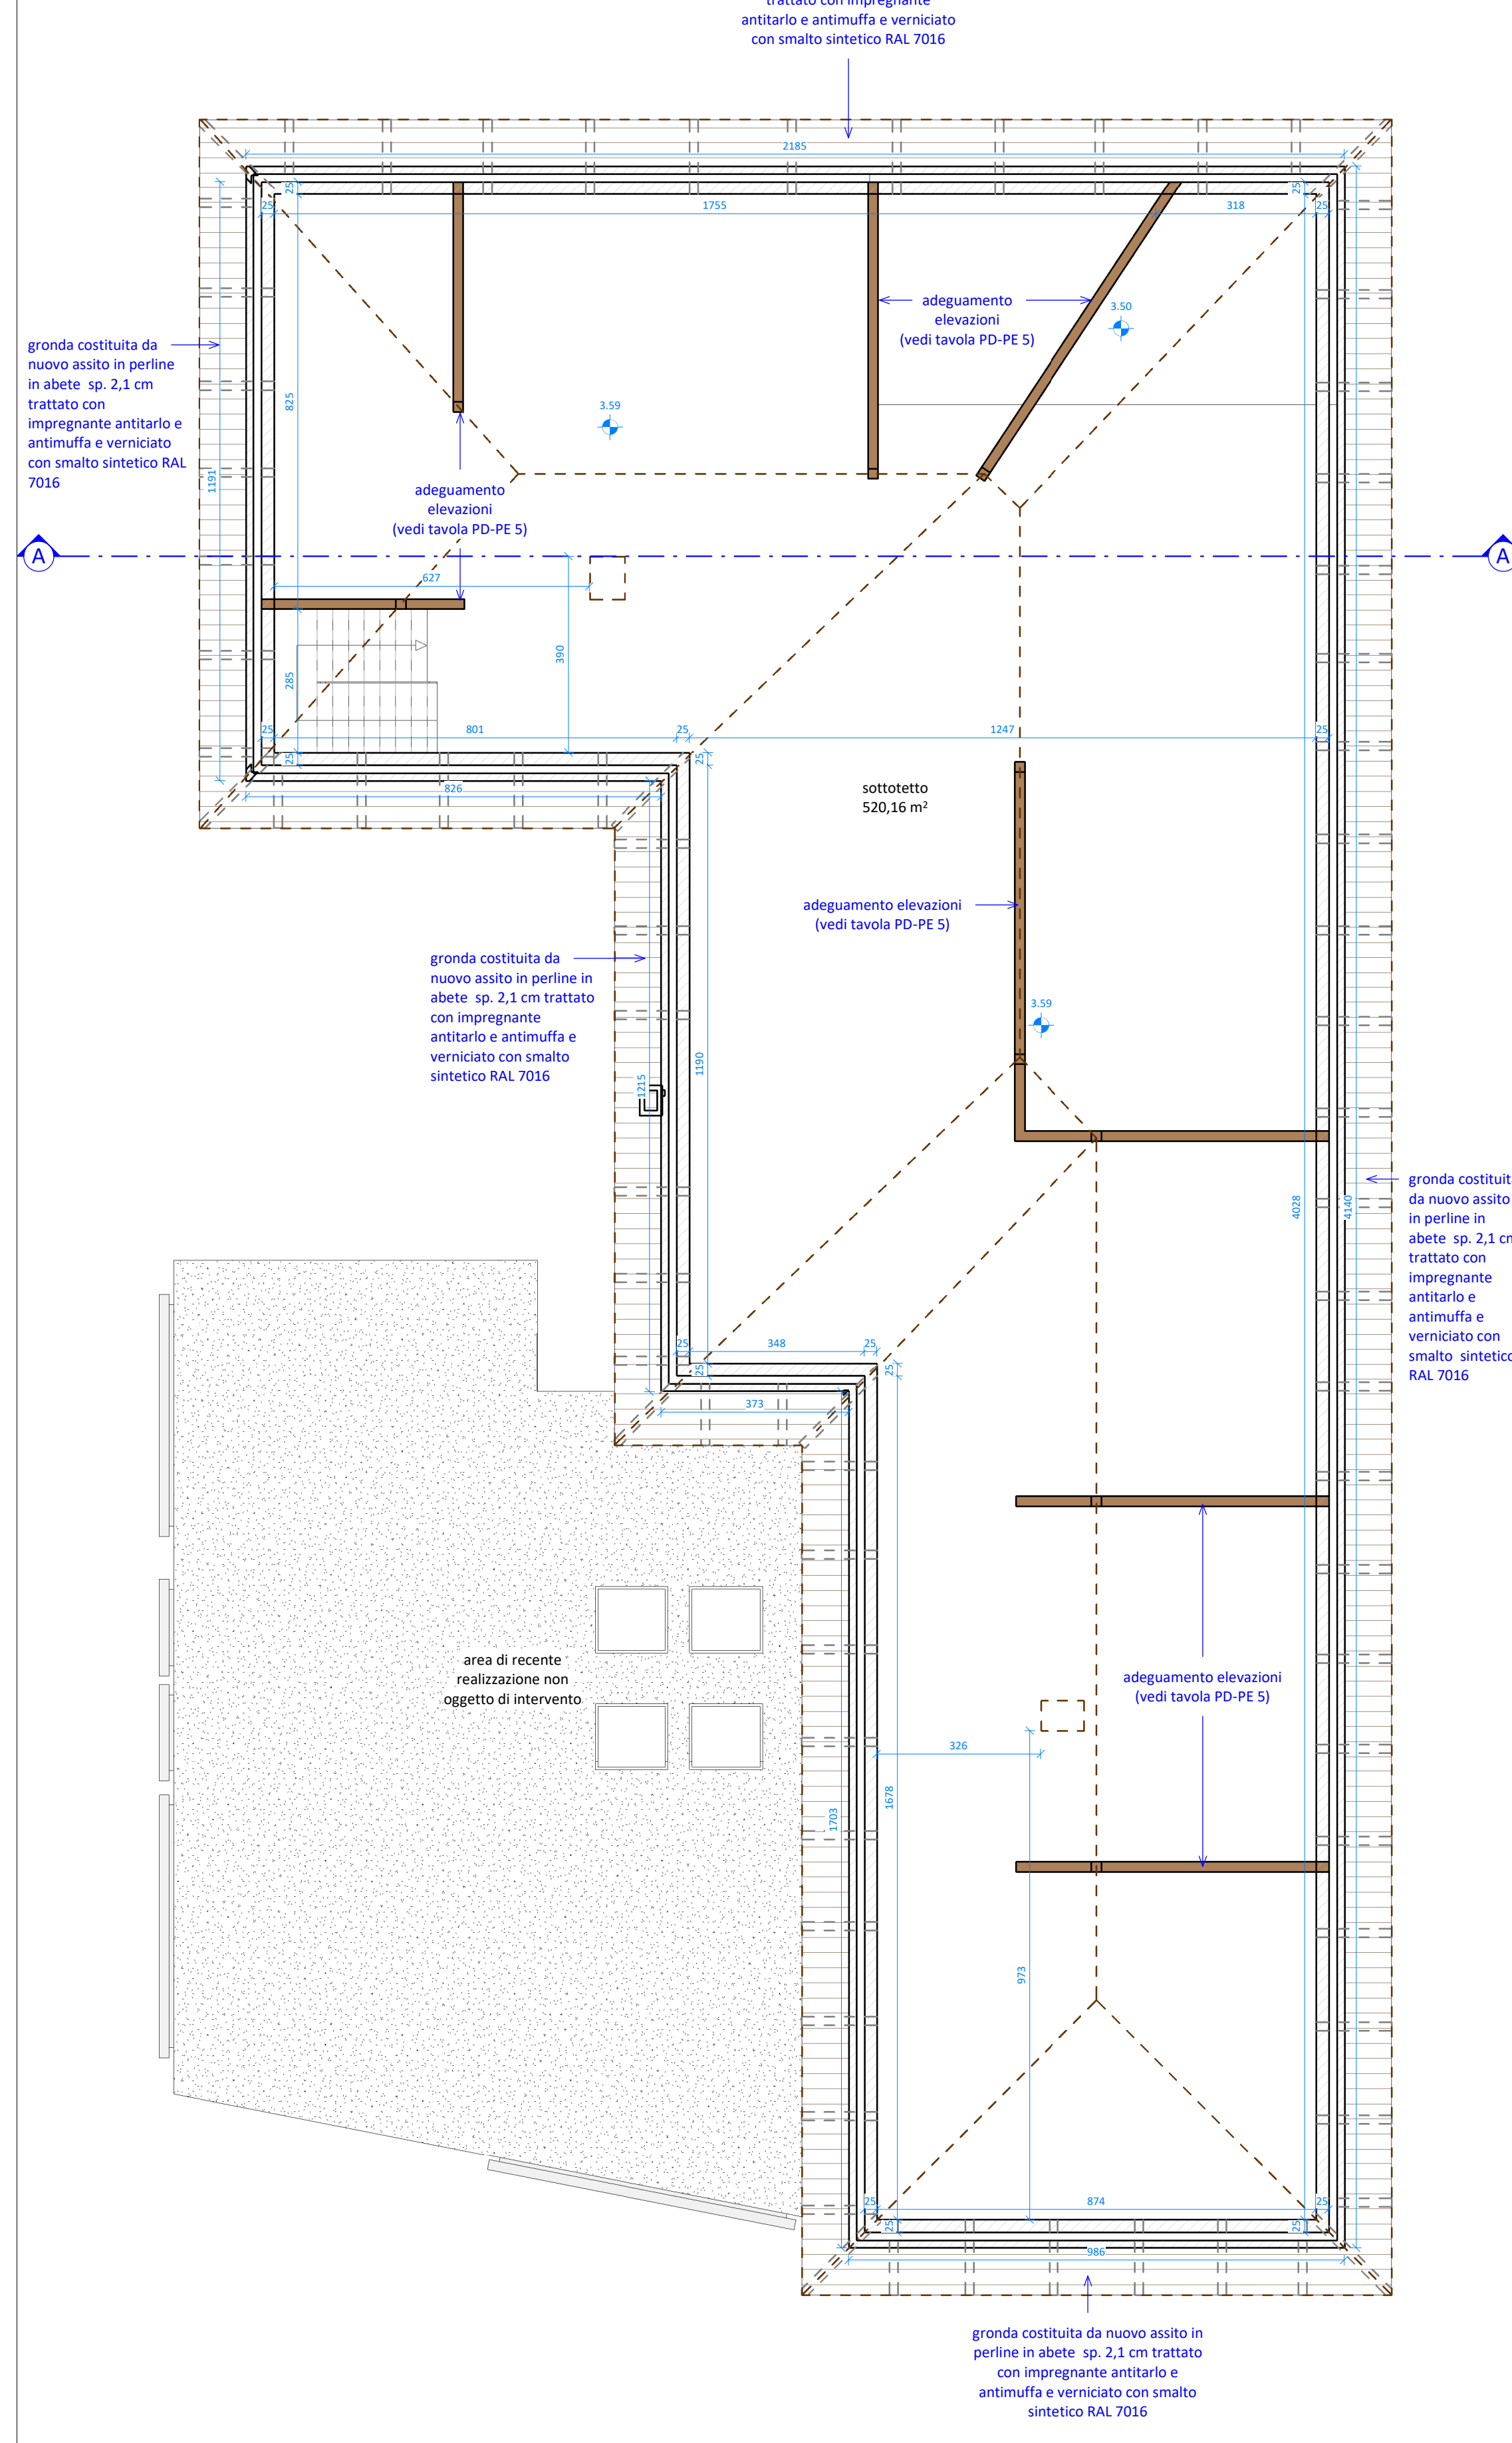 trattato con impregnante
antitarlo e antimuffa e verniciato
con smalto sintetico RAL 7016
2185
25
25
25
1755
318
25
adeguamento
elevazioni
(vedi tavola PD-PE 5)
3.50
gronda costituita da
nuovo assito in perline
in abete sp. 2,1 cm
trattato con
impregnante antitarlo e
antimuffa e verniciato
con smalto sintetico RAL
7016
825
1191
3.59
adeguamento
elevazioni
(vedi tavola PD-PE 5)
A
A
627
390
285
25
801
25
1247
25
25
25
826
sottotetto
520,16 m²
adeguamento elevazioni
(vedi tavola PD-PE 5)
gronda costituita da
nuovo assito in perline in
abete sp. 2,1 cm trattato
con impregnante
antitarlo e antimuffa e
verniciato con smalto
sintetico RAL 7016
3.59
1190
1215
4028
4140
gronda costituit
da nuovo assito
in perline in
abete sp. 2,1 cm
trattato con
impregnante
antitarlo e
antimuffa e
verniciato con
smalto sintetico
RAL 7016
25
348
25
25
25
373
area di recente
realizzazione non
oggetto di intervento
adeguamento elevazioni
(vedi tavola PD-PE 5)
326
1678
1703
973
25
874
25
25
25
986
gronda costituita da nuovo assito in
perline in abete sp. 2,1 cm trattato
con impregnante antitarlo e
antimuffa e verniciato con smalto
sintetico RAL 7016